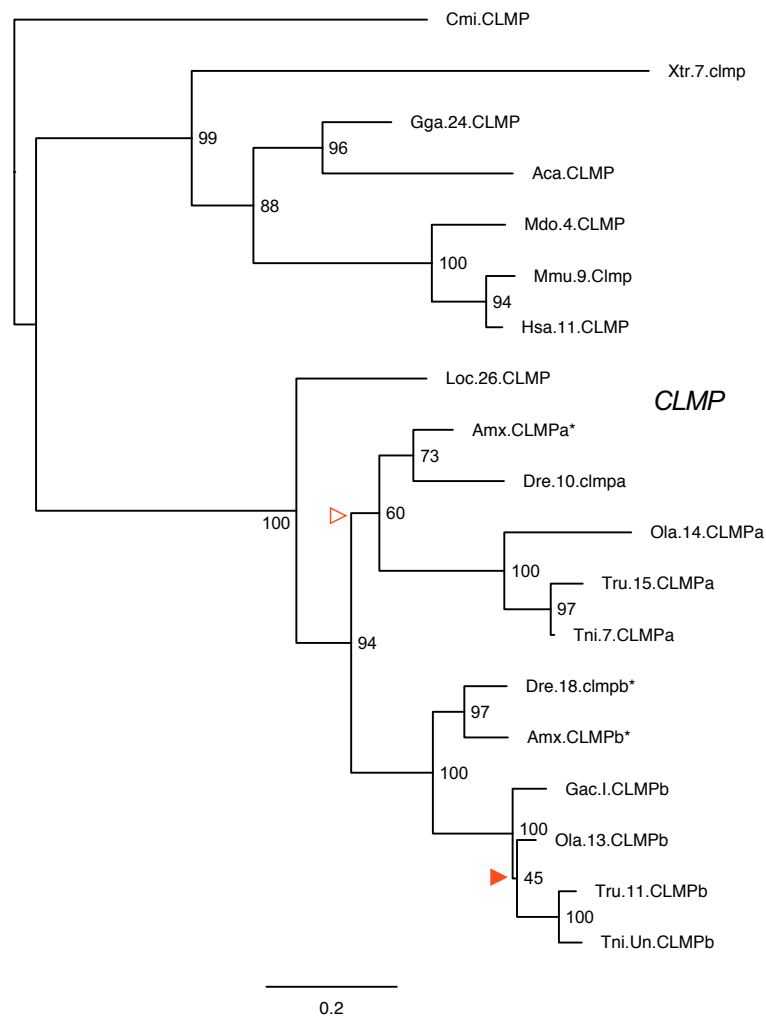 Cmi.CLMP
Xtr.7.clmp
Gga.24.CLMP
99
96
Aca.CLMP
88
Mdo.4.CLMP
100
Mmu.9.Clmp
94
Hsa.11.CLMP
Loc.26.CLMP
CLMP
Amx.CLMPa*
73
Dre.10.clmpa
60
100
Ola.14.CLMPa
100
Tru.15.CLMPa
97
Tni.7.CLMPa
94
Dre.18.clmpb*
97
Amx.CLMPb*
100
Gac.I.CLMPb
100
Ola.13.CLMPb
45
Tru.11.CLMPb
100
Tni.Un.CLMPb
0.2